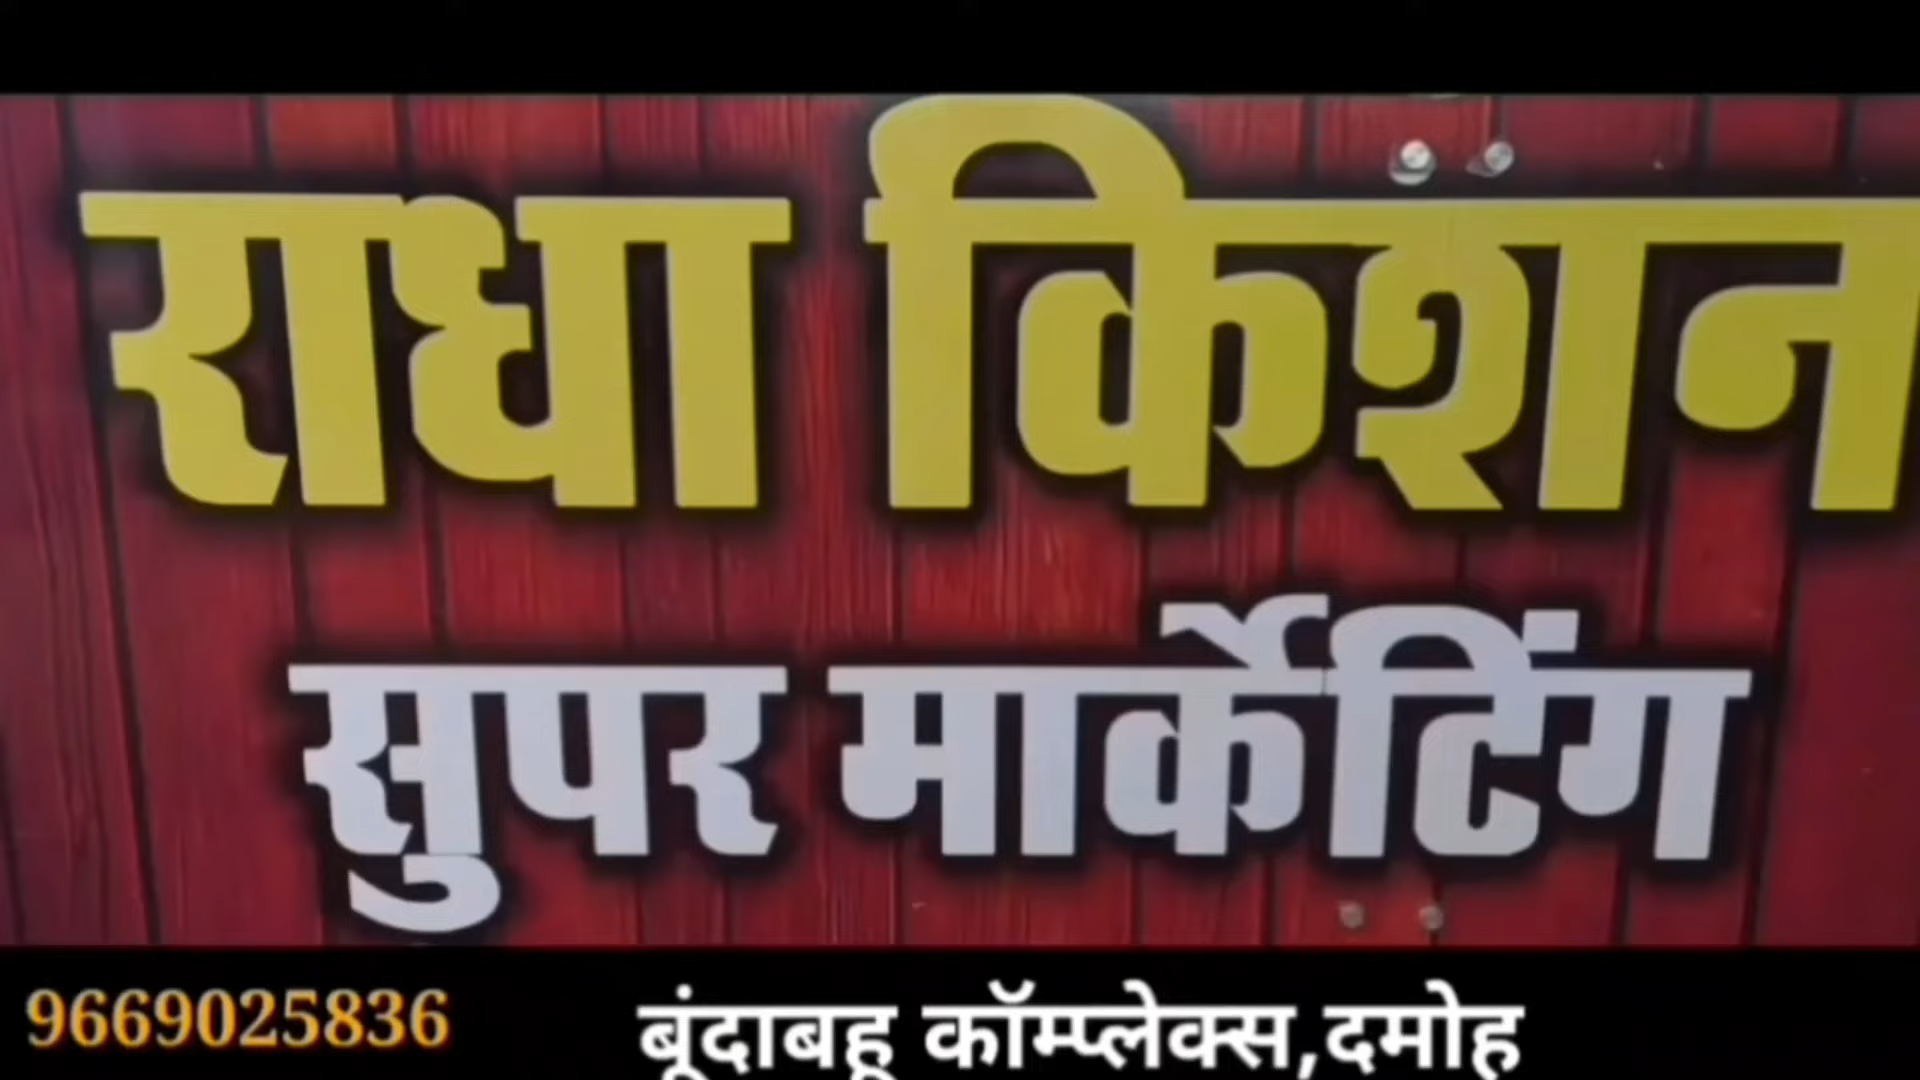 राधा किशन
सुपर मार्केटिंग
9669025836 बूंदाबहू कॉम्प्लेक्स,दमोह